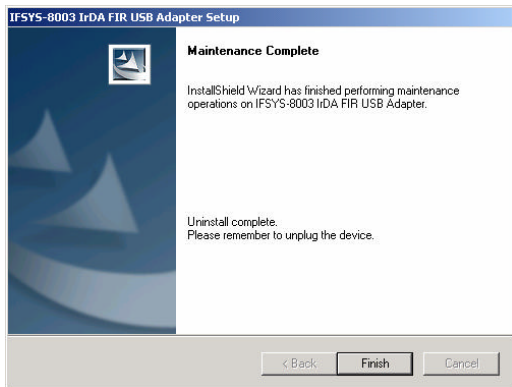 IFSYS-8003 IrDA FIR USB Adapter Setup
Maintenance Complete
InstallShield Wizard has finished performing maintenance
operations on IFSYS-8003 IrDA FIR USB Adapter.
Uninstall complete.
Please remember to unplug the device.
< Back Finish Cancel